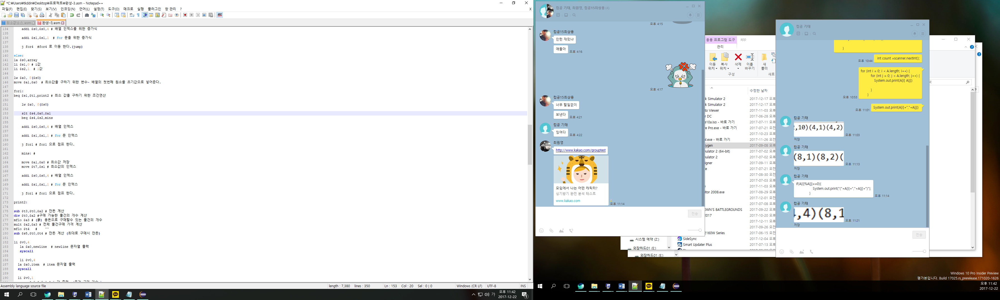 *C:₩Users₩tkddn₩Desktop₩프로젝트₩완성-3.asm - Notepad++
파일(F) 편집(E) 찾기(S) 보기(V) 인코딩(N) 언어(L) 설정(T) 도구(O) 매크로 실행 플러그인 창 관리 ? X
최소값소스.asm 완성-3.asm
134 addi $s0,$s0,4 # 배열 인덱스를 위한 증가식
135
136 addi $s1,$s1,1 # for 문을 위한 증가식
137
138 j for4 #for4 로 이동 한다.(jump)
139
140 else:
141 la $s0,array
142 li $s1,0 # i값
143 li $s2,1 # 1값
144
145 lw $a0, 0($s0)
146 move $a1,$a0 # 최소값을 구하기 위한 변수- 배열의 첫번째 원소를 초기값으로 넣어준다.
147
148 for1:
149 beq $s1,$t1,print2 # 최소 값을 구하기 위한 조건연산
150
151 lw $a0, 0($s0)
152
153 slt $s4,$a0,$a1
154 beq $s4,$s2,mins
155
156 addi $s0,$s0,4 # 배열 인덱스
157
158 addi $s1,$s1,1 # for 문 인덱스
159
160 j for1 # for1 으로 점프 한다.
161
162 mins: #
163
164 move $a1,$a0 # 최소값 저장
165 move $t7,$s1 # 최소값의 인덱스
166
167 addi $s0,$s0,4 # 배열 인덱스
168
169 addi $s1,$s1,1 # for 문 인덱스
170
171 j for1 # for1 으로 점프 한다.
172
173 print2:
174
175 sub $t3,$t0,$a2 # 잔돈 계산
176 div $t0,$a2 #구매 가능한 물건의 개수 계산
177 mflo $a3 # (몫) 용돈으로 구매할수 있는 물건의 개수
178 mult $a2,$a3 # 전체 물건구매 가격 계산
179 mflo $t4 # ""
180 sub $s5,$t0,$t4 # 잔돈 계산 (최대로 구매시 잔돈)
181
182 li $v0,4
183 la $a0,newline # newline 문자열 출력
184 syscall
185
186 li $v0,4
187 la $a0,item # item 문자열 출력
188 syscall
189
190 li $v0,1
Assembly language source file length : 7,380 lines : 350 Ln : 153 Col : 20 Sel : 0 | 0 Windows (CR LF) UTF-8 INS
가 오후 11:42
2017-12-22
컴공 기태, 최원영, 컴공15최상용 (4)
오후 4:15
컴공15최상용
인턴 재밌냐
얘들아 오후 4:16
오후 4:17
컴공15최상용
너무 할일없이
보낸다 오후 4:21
컴공 기태
잉여다 오후 4:22
최원영
http://www.kakao.com/grouptest
모임에서 나는 어떤 캐릭터?
싱기방기 완전 분석 테스트
www.kakao.com
2
오후 11:14
전송
응용 프로그램 도구 app
관리
이동 위치 복사 위치 삭제 이름 바꾸기 새 폴더
구성 새로
수정한 날짜
k Simulator 2 2017-12-17 오후
k Simulator 2 2017-12-17 오후
to Viewer 2017-11-03 오후
r DC 2017-06-28 오후
e10a.iso - 바로 가기 2017-07-11 오후
e Pro.exe - 바로 가기 2017-07-21 오전
2017-10-23 오후
al.exe - 바로 가기 2017-11-26 오전
xygen 2017-09-08 오후
nulator 2 (64-bit) 2017-07-02 오후
nulator 2 2017-07-02 오후
igner 2017-09-11 오후
2017-07-21 오전
2017-08-30 오전
2017-07-03 오후
2017-11-03 오후
itor 2008.exe 2017-08-29 오후
2017-12-01 오후
2017-07-08 오후
OWN'S BATTLEGROUNDS 2017-09-22 오후
2017 2017-10-20 오후
2017-12-11 오후
2017-09-26 오전
2160W Series 2017-06-15 오후
SideSync 2017-12-04 오후
Smart Updater Plus 2017-07-13 오후
시스템 예약 (Z:)
외장하드01 (E:)
외장하드01 (E:)
컴공 기태
}
오후 10:44 int count =scanner.nextInt();
for (int i = 0; i < A.length; i++) {
for (int j = 0; j < A.length; j++) {
System.out.print(A[i] A[j])
}
오후 10:53 }
오후 11:01 System.out.print(A[i]+","+A[j])
컴공 기태
2,10)(4,1)(4,2)
오후 11:03
저장
컴공 기태
(8,1)(8,2)(
오후 11:13
저장
컴공 기태
if(A[i]%A[j]==0){
System.out.print("("+A[i]+","+A[j]+")");
}
오후 11:14
컴공 기태
4,4)(8,1
오후 11:21
저장
전송
Windows 10 Pro Insider Preview
평가본입니다. Build 17025.rs_prerelease.171020-1626
오후 11:42
2017-12-22